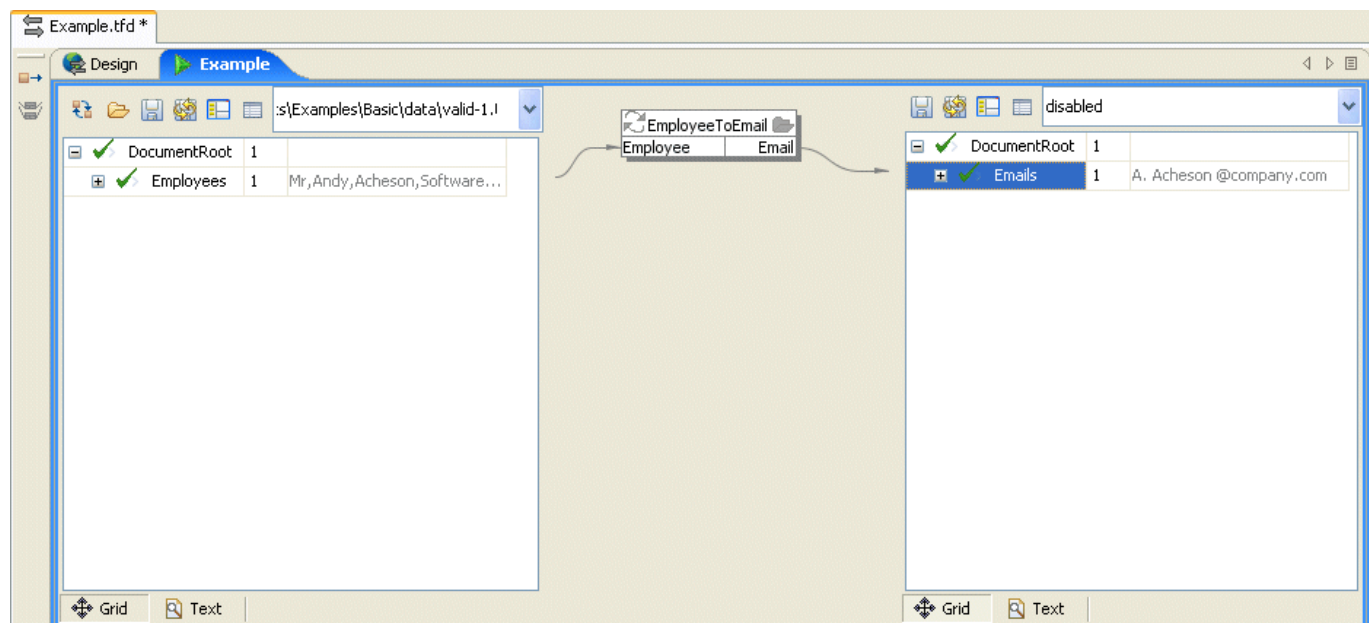 Example.tfd *
Design Example
:s\Examples\Basic\data\valid-1.
disabled
EmployeeToEmail
Employee Email
DocumentRoot 1
Employees 1 Mr,Andy,Acheson,Software...
DocumentRoot 1
Emails 1 A. Acheson @company.com
Grid Text
Grid Text